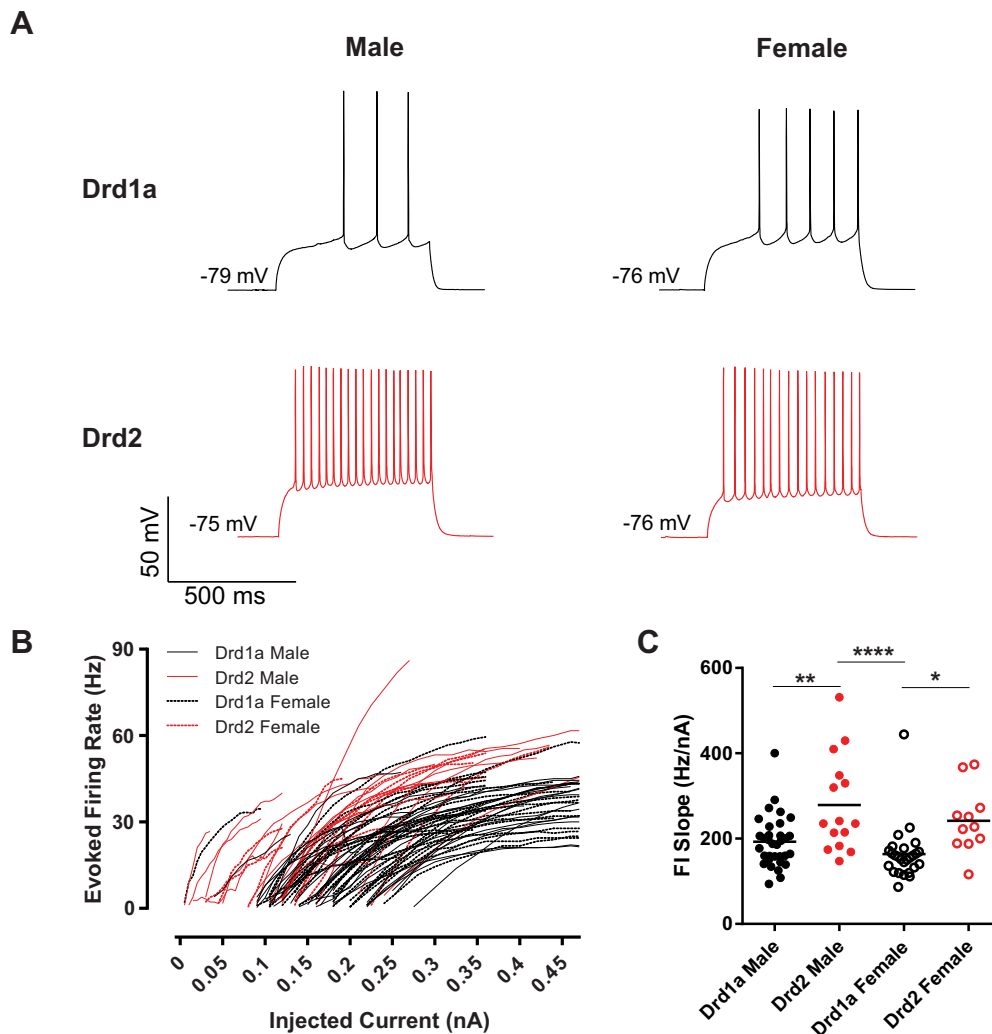 A
Male
Female
Drd1a
-79 mV
-76 mV
Drd2
-75 mV
-76 mV
50 mV
500 ms
B
Drd1a Male
Drd2 Male
Drd1a Female
Drd2 Female
Evoked Firing Rate (Hz)
90
60
30
0
0
0.05
0.1
0.15
0.2
0.25
0.3
0.35
0.4
0.45
Injected Current (nA)
C
**
****
*
FI Slope (Hz/nA)
600
400
200
0
Drd1a Male
Drd2 Male
Drd1a Female
Drd2 Female